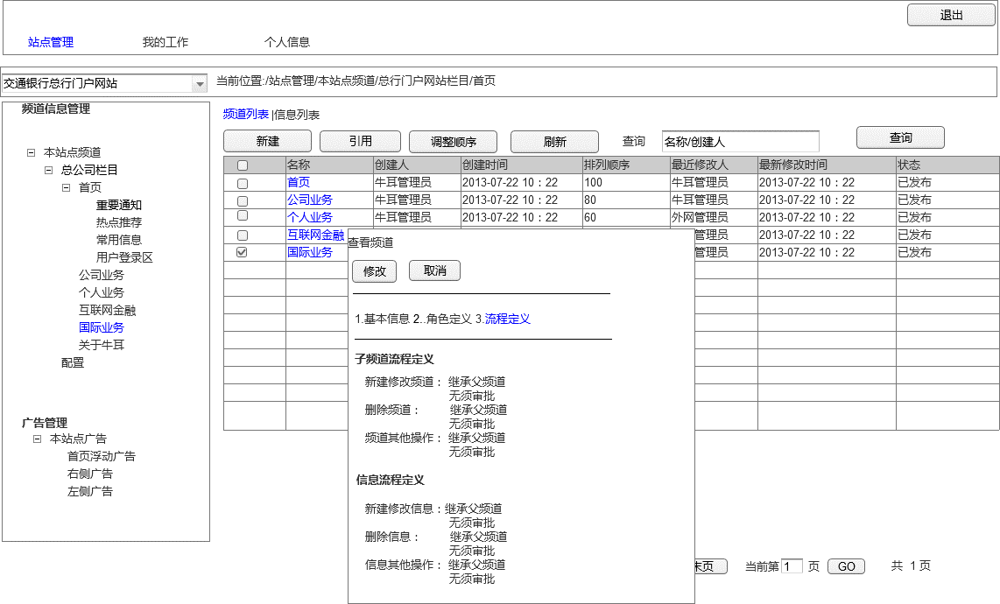 退出
站点管理 我的工作 个人信息
交通银行总行门户网站 当前位置:/站点管理/本站点频道/总行门户网站栏目/首页
频道信息管理
本站点频道
总公司栏目
首页
重要通知
热点推荐
常用信息
用户登录区
公司业务
个人业务
互联网金融
国际业务
关于牛耳
配置
广告管理
本站点广告
首页浮动广告
右侧广告
左侧广告
频道列表 |信息列表
新建 引用 调整顺序 刷新 查询 名称/创建人 查询
名称 创建人 创建时间 排列顺序 最近修改人 最新修改时间 状态
首页 牛耳管理员 2013-07-22 10：22 100 牛耳管理员 2013-07-22 10：22 已发布
公司业务 牛耳管理员 2013-07-22 10：22 80 牛耳管理员 2013-07-22 10：22 已发布
个人业务 牛耳管理员 2013-07-22 10：22 60 外网管理员 2013-07-22 10：22 已发布
互联网金融 管理员 2013-07-22 10：22 已发布
国际业务 管理员 2013-07-22 10：22 已发布
查看频道
修改 取消
1.基本信息 2..角色定义 3.流程定义
子频道流程定义
新建修改频道： 继承父频道
无须审批
删除频道： 继承父频道
无须审批
频道其他操作： 继承父频道
无须审批
信息流程定义
新建修改信息：继承父频道
无须审批
删除信息： 继承父频道
无须审批
信息其他操作： 继承父频道
无须审批
末页 当前第 1 页 GO 共 1 页